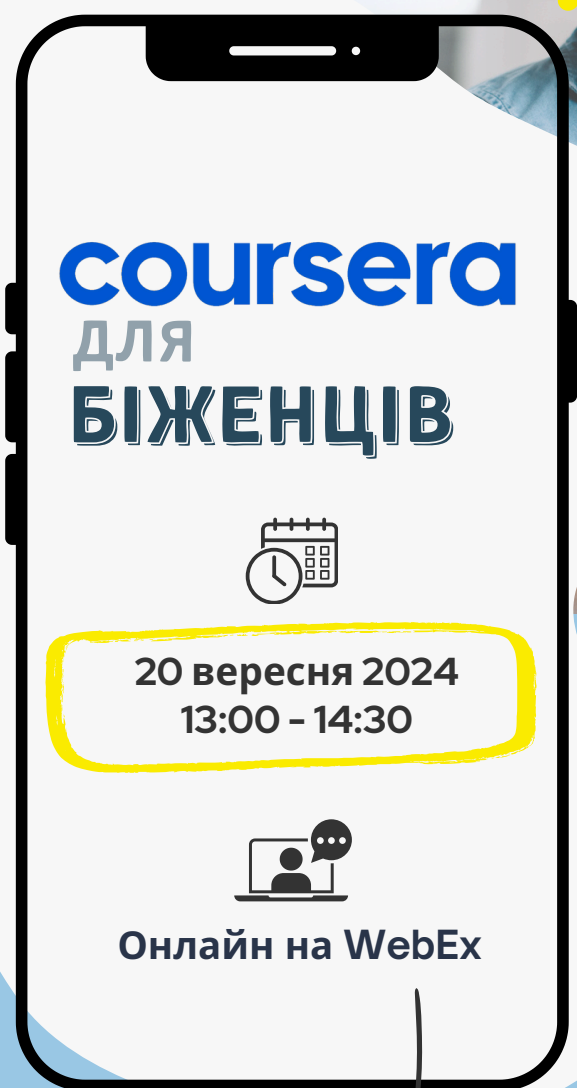 coursera
ДЛЯ
БІЖЕНЦІВ
20 вересня 2024
13:00 - 14:30
Онлайн на WebEx